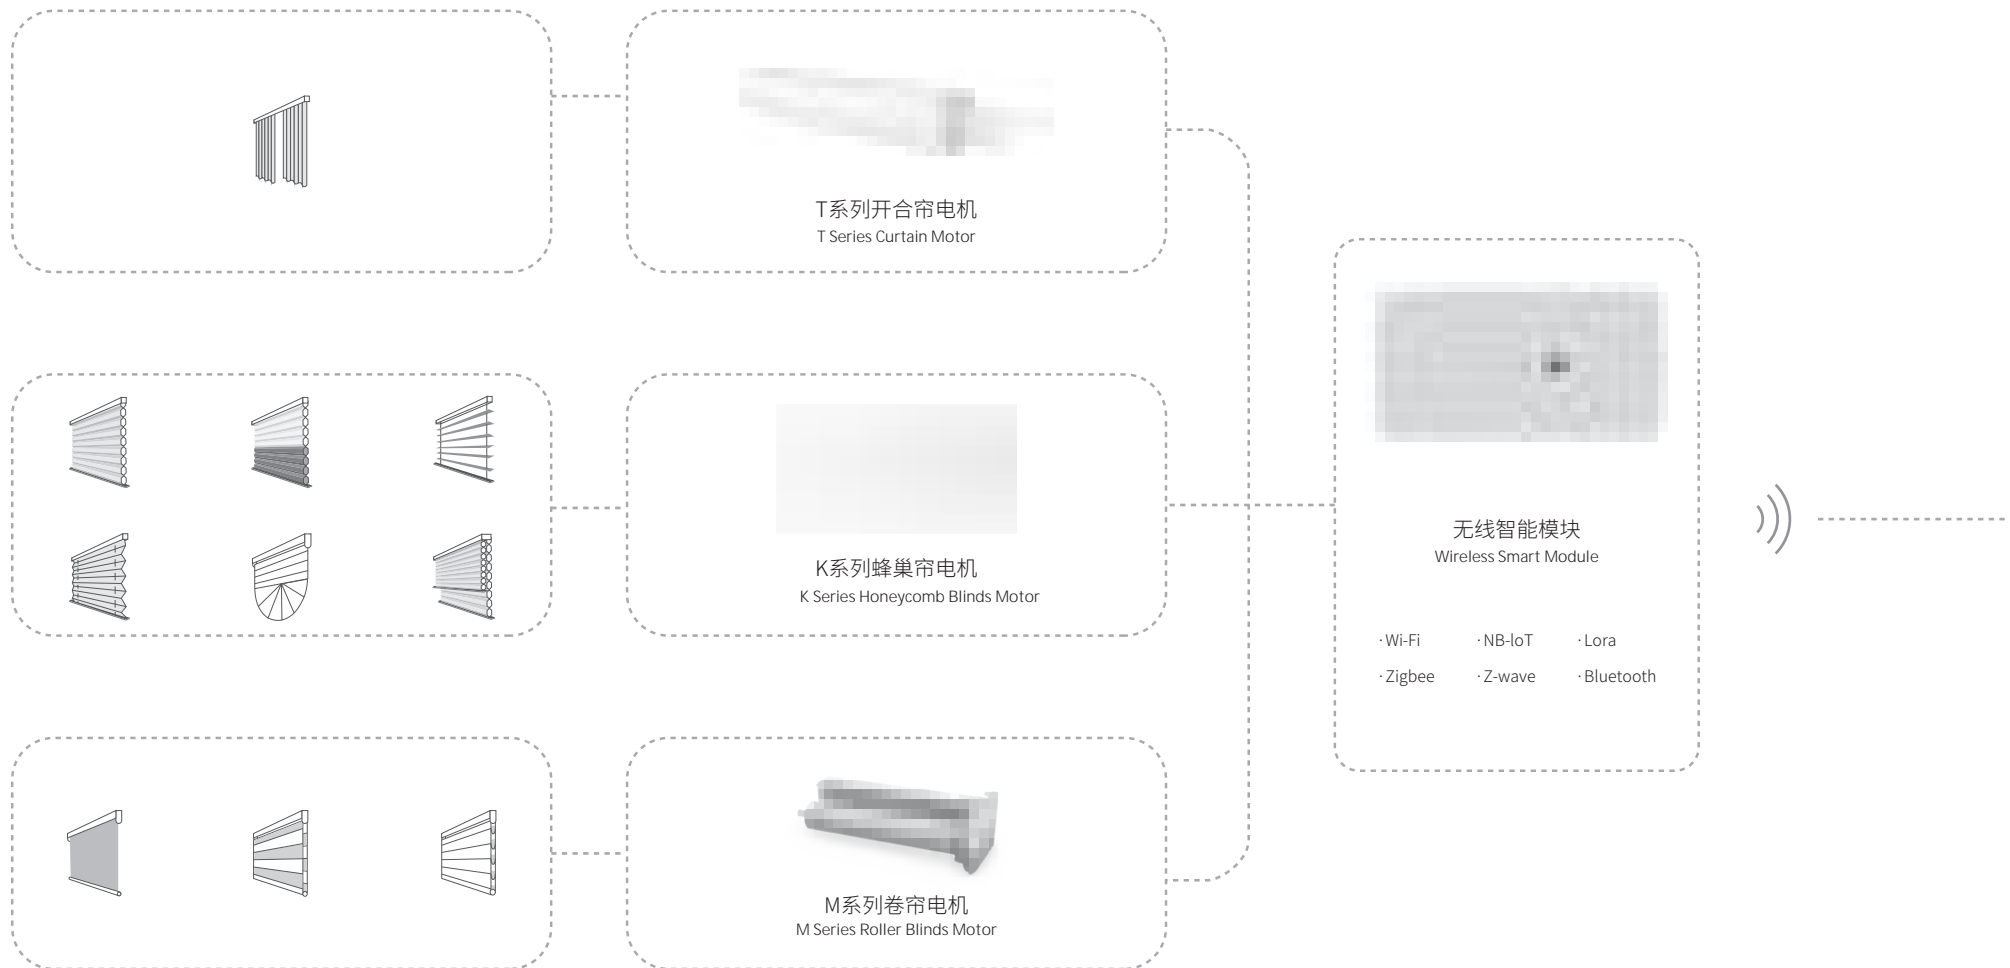 T系列开合帘电机
T Series Curtain Motor
K系列蜂巢帘电机
K Series Honeycomb Blinds Motor
M系列卷帘电机
M Series Roller Blinds Motor
无线智能模块
Wireless Smart Module
·Wi-Fi ·NB-loT ·Lora
·Zigbee ·Z-wave ·Bluetooth